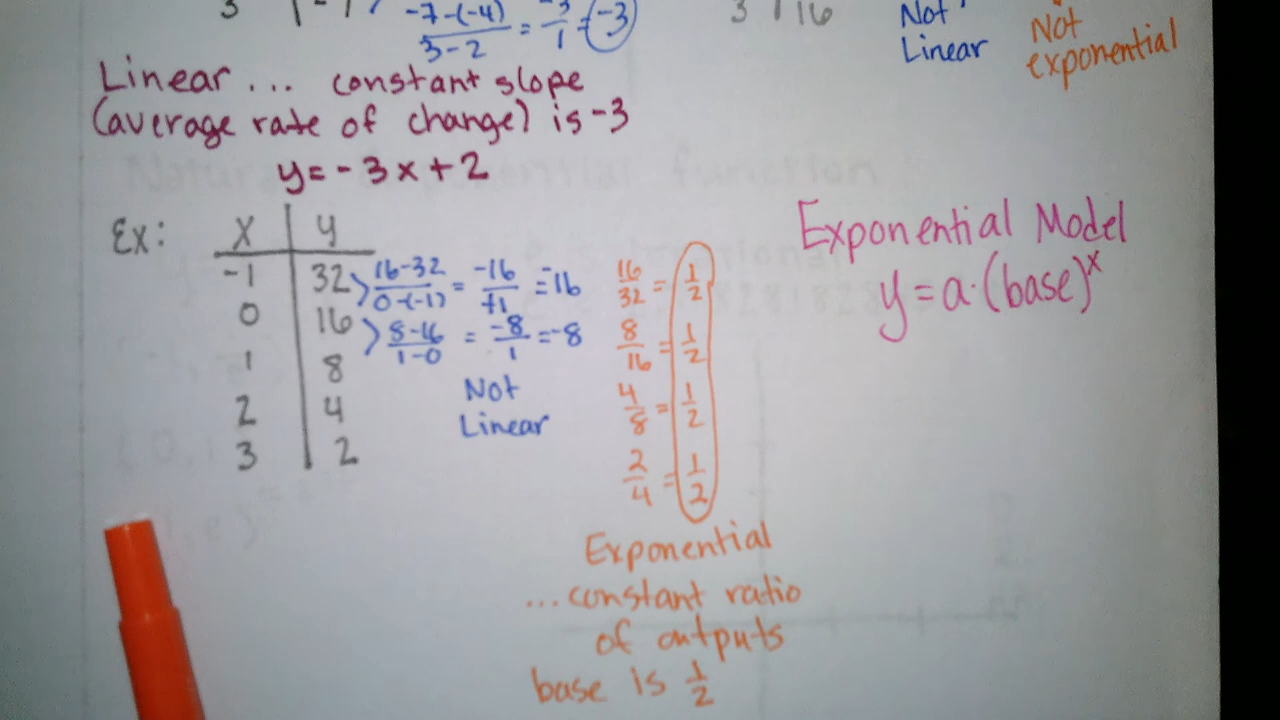 3 -7
-7-(-4)/3-2 = -3/1 = -3
3 16
Not Linear
Not exponential
Linear... constant slope
(average rate of change) is -3
y = -3x + 2
Ex:
x y
-1 32
0 16
1 8
2 4
3 2
16-32/0-(-1) = -16/+1 = -16
8-16/1-0 = -8/1 = -8
Not
Linear
16/32 = 1/2
8/16 = 1/2
4/8 = 1/2
2/4 = 1/2
Exponential
...constant ratio
of outputs
base is 1/2
Exponential Model
y = a·(base)^x